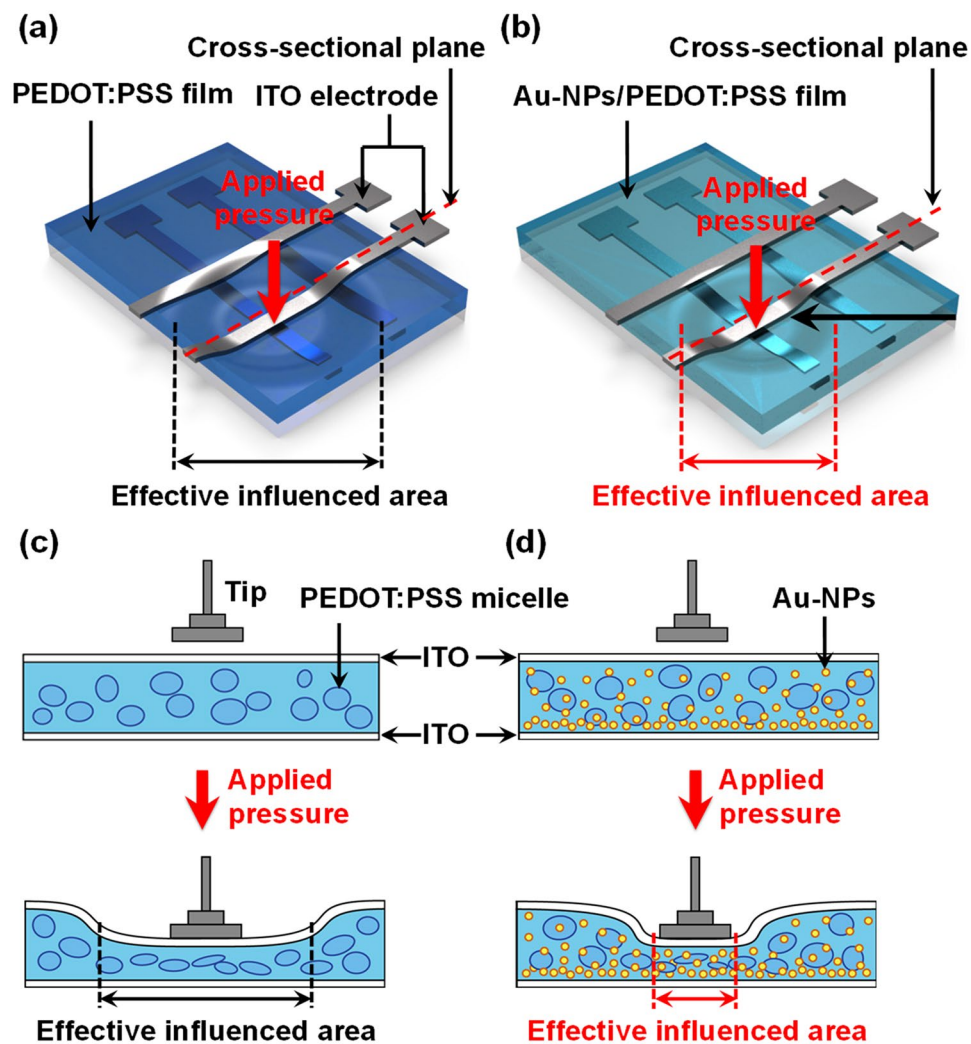 (a)
Cross-sectional plane
PEDOT:PSS film
ITO electrode
Applied
pressure
Effective influenced area
(b)
Cross-sectional plane
Au-NPs/PEDOT:PSS film
Applied
pressure
Effective influenced area
(c)
Tip
PEDOT:PSS micelle
ITO
ITO
Applied
pressure
Effective influenced area
(d)
Au-NPs
Applied
pressure
Effective influenced area